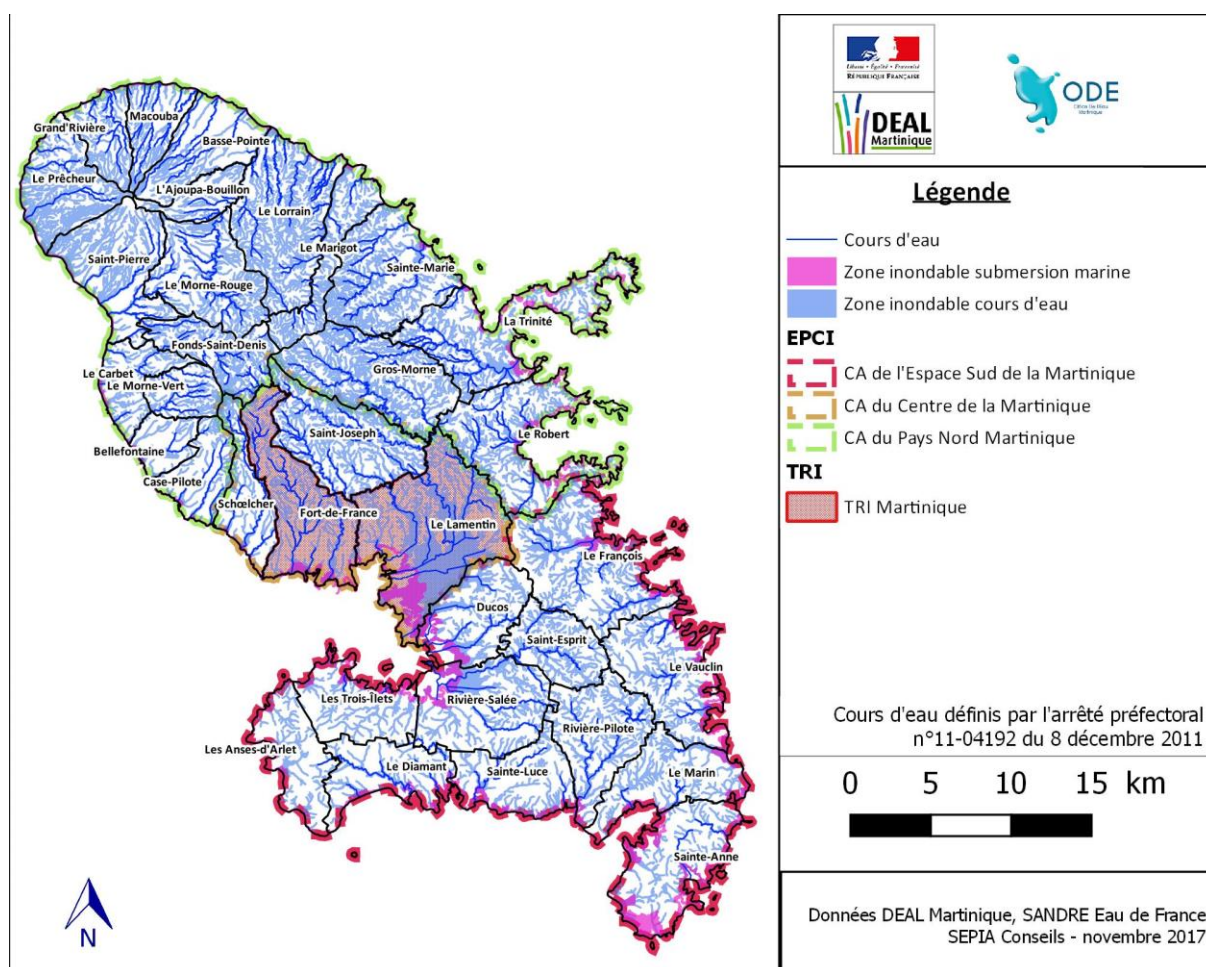 Grand'Rivière
Macouba
Basse-Pointe
Le Prêcheur
L'Ajoupa-Bouillon
Le Lorrain
Saint-Pierre
Le Marigot
Sainte-Marie
Le Morne-Rouge
La Trinité
Fonds-Saint-Denis
Le Carbet
Le Morne-Vert
Gros-Morne
Saint-Joseph
Le Robert
Bellefontaine
Case-Pilote
Schœlcher
Fort-de-France
Le Lamentin
Le François
Ducos
Saint-Esprit
Le Vauclin
Les Trois-Îlets
Rivière-Salée
Rivière-Pilote
Les Anses-d'Arlet
Le Diamant
Sainte-Luce
Le Marin
Sainte-Anne
N
Liberté • Égalité • Fraternité
RÉPUBLIQUE FRANÇAISE
DEAL
Martinique
ODE
Office De l'Eau
Martinique
Légende
Cours d'eau
Zone inondable submersion marine
Zone inondable cours d'eau
EPCI
CA de l'Espace Sud de la Martinique
CA du Centre de la Martinique
CA du Pays Nord Martinique
TRI
TRI Martinique
Cours d'eau définis par l'arrêté préfectoral
n°11-04192 du 8 décembre 2011
0 5 10 15 km
Données DEAL Martinique, SANDRE Eau de France
SEPIA Conseils - novembre 2017